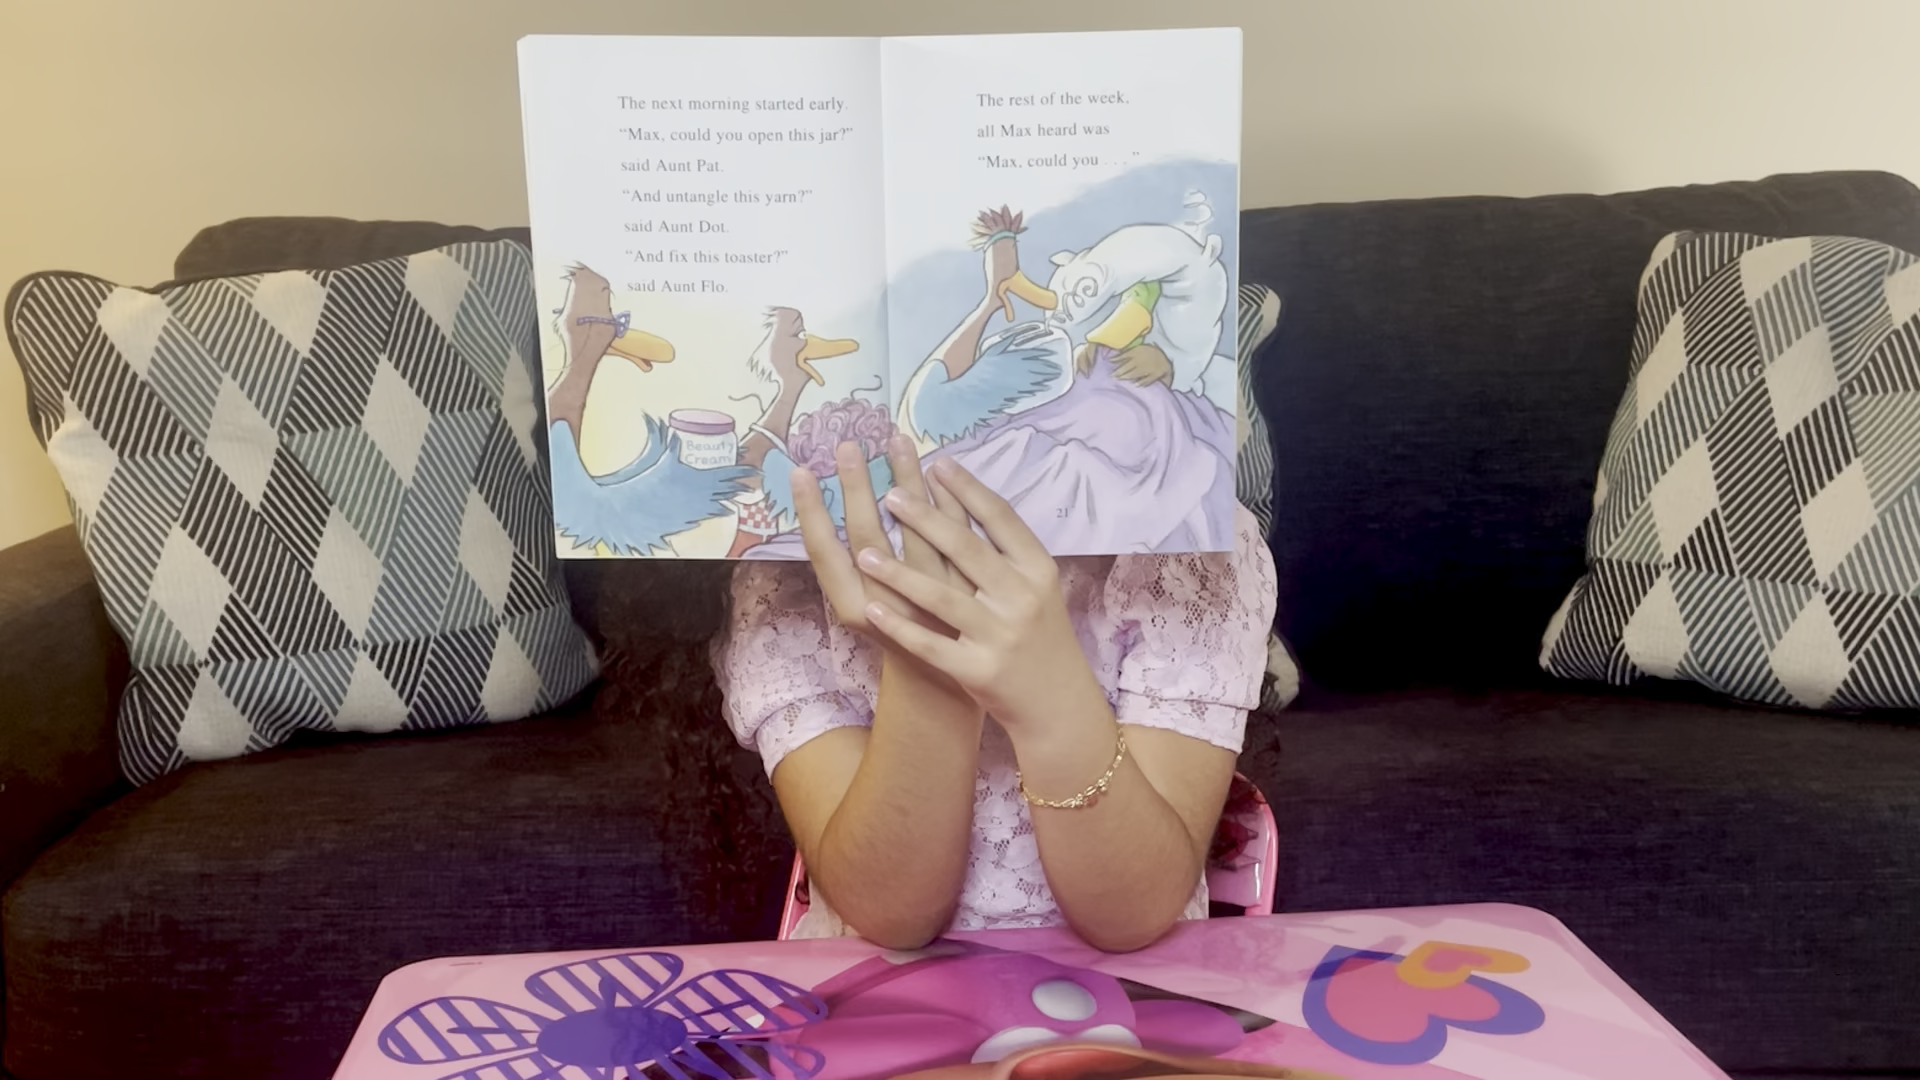 The next morning started early.
“Max, could you open this jar?”
said Aunt Pat.
“And untangle this yarn?”
said Aunt Dot.
“And fix this toaster?”
said Aunt Flo.
Beauty
Cream
The rest of the week,
all Max heard was
“Max, could you . . . ”
21